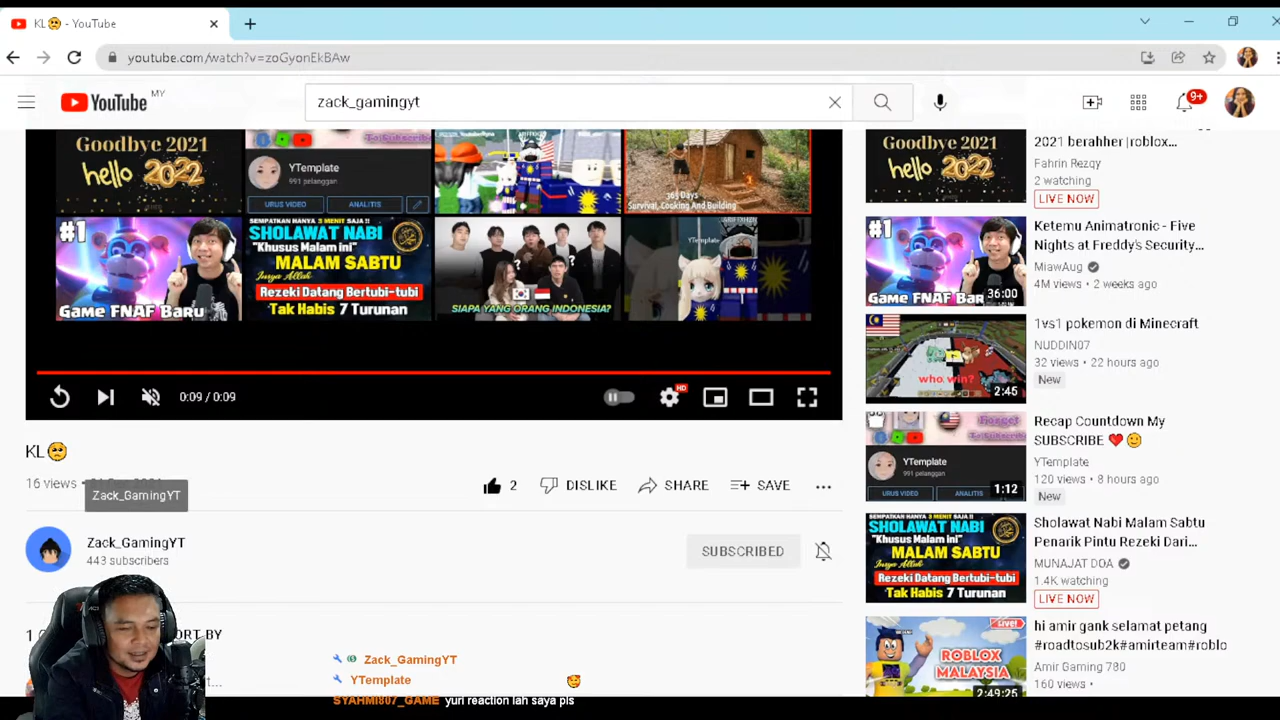 KL🥺 - YouTube
youtube.com/watch?v=zoGyonEkBAw
YouTube MY
zack_gamingyt
9+
GOODBYE 2021
hello 2022
YTemplate
991 pelanggan
URUS VIDEO
ANALITIS
365 Days
Survival, Cooking And Building
#1
Game FNAF Baru
SEMPATKAN HANYA 3 MENIT SAJA !!
SHOLAWAT NABI
"Khusus Malam ini"
MALAM SABTU
Insya Allah
Rezeki Datang Bertubi-tubi
Tak Habis 7 Turunan
SIAPA YANG ORANG INDONESIA?
YTemplate
0:09 / 0:09
HD
KL🥺
16 views
Zack_GamingYT
2
DISLIKE
SHARE
SAVE
Zack_GamingYT
443 subscribers
SUBSCRIBED
1
ORT BY
Zack_GamingYT
YTemplate
SYAHMI807_GAME yuri reaction lah saya pls
GOODBYE 2021
hello 2022
2021 berahher |roblox...
Fahrin Rezqy
2 watching
LIVE NOW
#1
Game FNAF Bar
36:00
Ketemu Animatronic - Five
Nights at Freddy's Security...
MiawAug
4M views • 2 weeks ago
who win?
2:45
1vs1 pokemon di Minecraft
NUDDIN07
32 views • 22 hours ago
New
YTemplate
991 pelanggan
URUS VIDEO
ANALITIS
1:12
Recap Countdown My
SUBSCRIBE ❤️ 🙂
YTemplate
120 views • 8 hours ago
New
SEMPATKAN HANYA 3 MENIT SAJA !!
SHOLAWAT NABI
"Khusus Malam ini"
MALAM SABTU
Insya Allah
Rezeki Datang Bertubi-tubi
Tak Habis 7 Turunan
Sholawat Nabi Malam Sabtu
Penarik Pintu Rezeki Dari...
MUNAJAT DOA
1.4K watching
LIVE NOW
live!
ROBLOX
MALAYSIA
2:49:25
hi amir gank selamat petang
#roadtosub2k#amirteam#roblo
Amir Gaming 780
160 views •